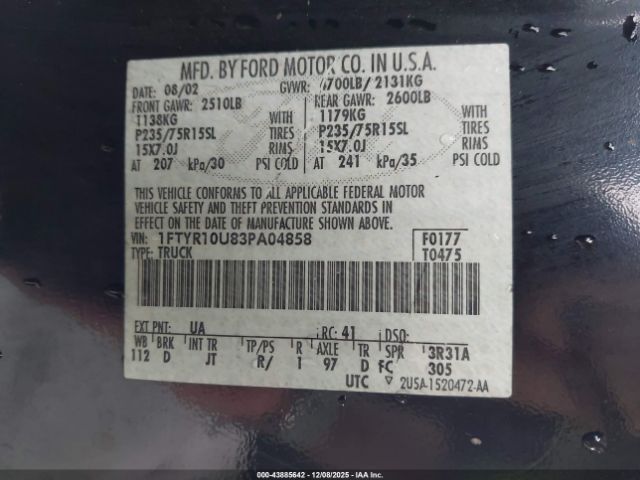 MFD. BY FORD MOTOR CO. IN U.S.A.
DATE: 08/02 GVWR: 4700LB/ 2131KG
FRONT GAWR: 2510LB REAR GAWR: 2600LB
1138KG WITH 1179KG WITH
P235/75R15SL TIRES P235/75R15SL TIRES
15X7.0J RIMS 15X7.0J RIMS
AT 207 kPa/30 PSI COLD AT 241 kPa/35 PSI COLD
THIS VEHICLE CONFORMS TO ALL APPLICABLE FEDERAL MOTOR
VEHICLE SAFETY AND THEFT PREVENTION STANDARDS IN
EFFECT ON THE DATE OF MANUFACTURE SHOWN ABOVE.
VIN: 1FTYR10U83PA04858 F0177
TYPE: TRUCK T0475
EXT PNT: UA RC: 41 DSO:
WB BRK INT TR TP/PS R AXLE TR SPR 3R31A
112 D JT R/ 1 97 D FC 305
UTC ▽ 2U5A-1520472-AA
000-43885642 - 12/08/2025 - IAA, Inc.